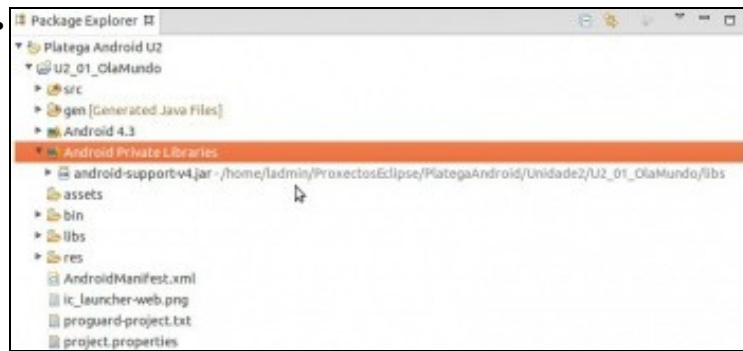 Package Explorer
Platega Android U2
U2_01_OlaMundo
src
gen [Generated Java Files]
Android 4.3
Android Private Libraries
android-support-v4.jar - /home/ladmin/ProxectosEclipse/PlategaAndroid/Unidade2/U2_01_OlaMundo/libs
assets
bin
libs
res
AndroidManifest.xml
ic_launcher-web.png
proguard-project.txt
project.properties